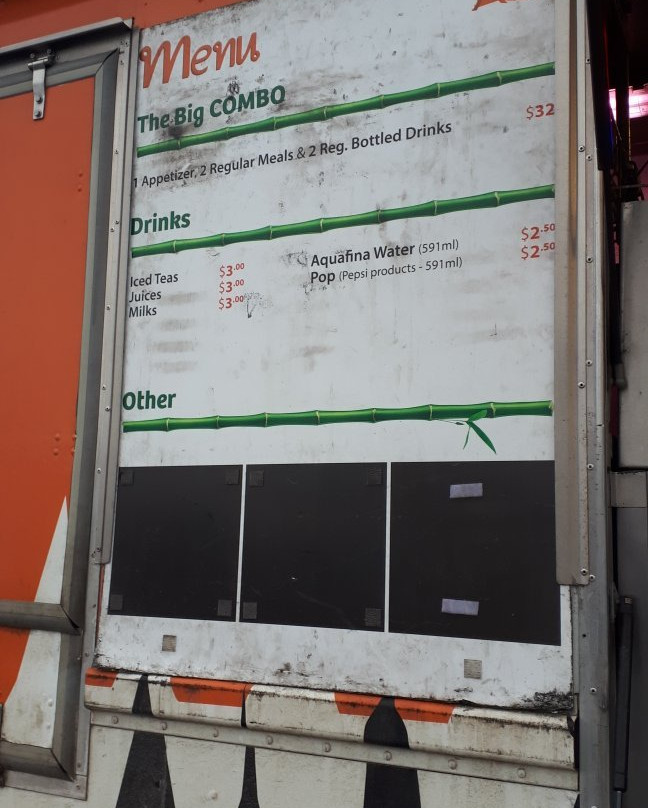 Menu
The Big COMBO
1 Appetizer, 2 Regular Meals & 2 Reg. Bottled Drinks $32
Drinks
Iced Teas $3.00
Juices $3.00
Milks $3.00
Aquafina Water (591ml) $2.50
Pop (Pepsi products - 591ml) $2.50
Other